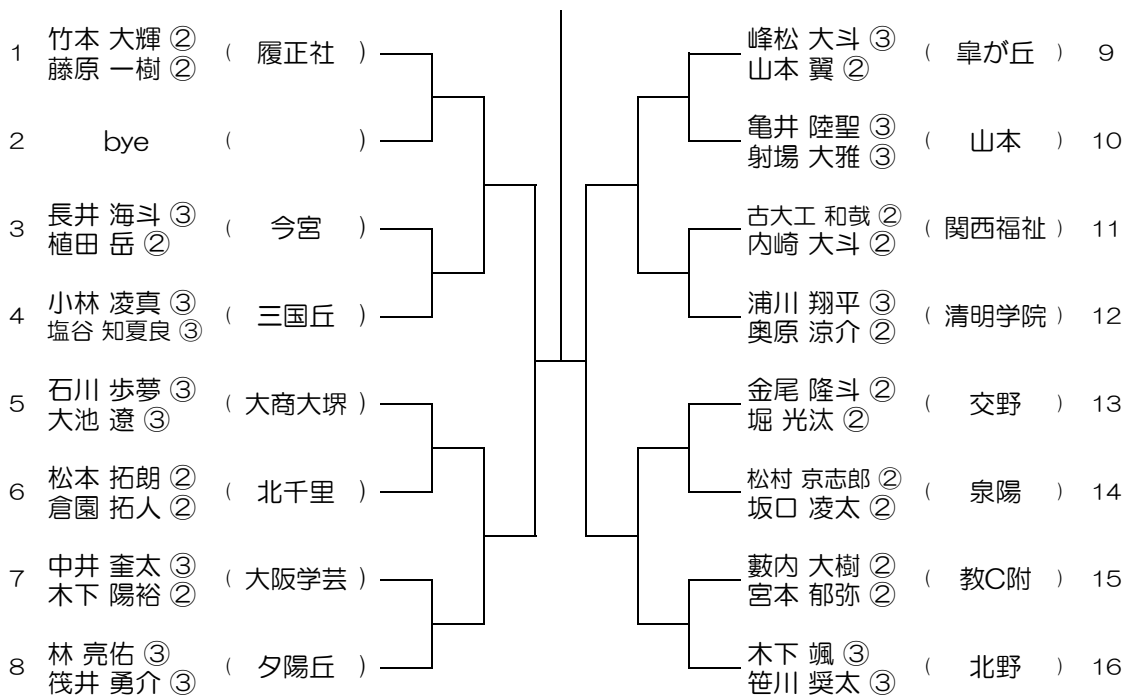 1 竹本 大輝 ② ( 履正社 )
藤原 一樹 ②
2 bye ( )
3 長井 海斗 ③ ( 今宮 )
植田 岳 ②
4 小林 凌真 ③ ( 三国丘 )
塩谷 知夏良 ③
5 石川 歩夢 ③ ( 大商大堺 )
大池 遼 ③
6 松本 拓朗 ② ( 北千里 )
倉園 拓人 ②
7 中井 奎太 ③ ( 大阪学芸 )
木下 陽裕 ②
8 林 亮佑 ③ ( 夕陽丘 )
筏井 勇介 ③
峰松 大斗 ③ ( 皐が丘 ) 9
山本 翼 ②
亀井 陸聖 ③ ( 山本 ) 10
射場 大雅 ③
古大工 和哉 ② ( 関西福祉 ) 11
内崎 大斗 ②
浦川 翔平 ③ ( 清明学院 ) 12
奥原 涼介 ②
金尾 隆斗 ② ( 交野 ) 13
堀 光汰 ②
松村 京志郎 ② ( 泉陽 ) 14
坂口 凌太 ②
藪内 大樹 ② ( 教C附 ) 15
宮本 郁弥 ②
木下 颯 ③ ( 北野 ) 16
笹川 奨太 ③